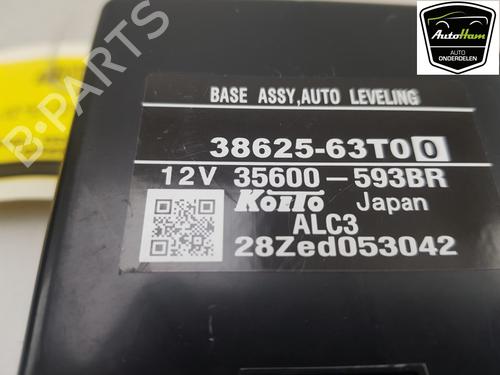 AutoHam
AUTO
ONDERDELEN
B-PARTS
BASE ASSY,AUTO LEVELING
38625-63T00
12V 35600-593BR
KOITO Japan
ALC3
28Zed053042